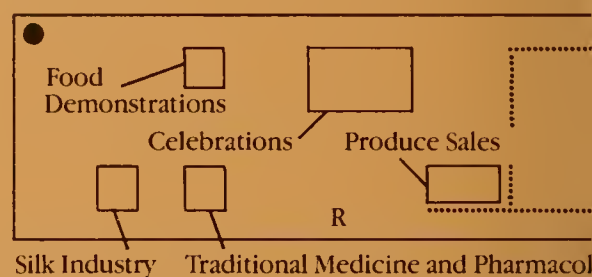 Food
Demonstrations
Celebrations
Produce Sales
R
Silk Industry
Traditional Medicine and